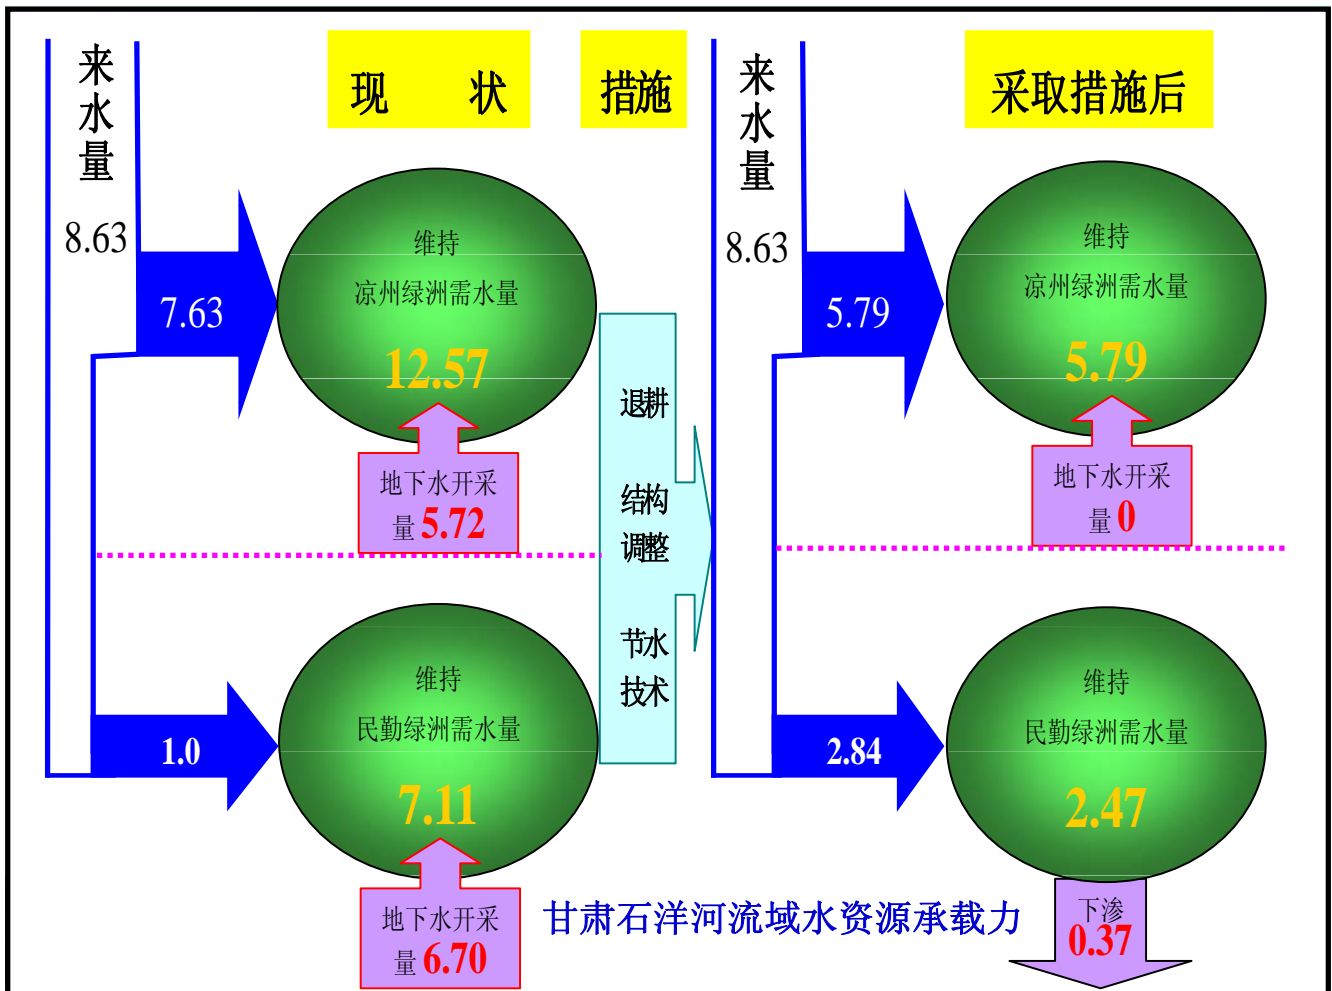 现 状
措施
采取措施后
来水量
8.63
7.63
维持
凉州绿洲需水量
12.57
地下水开采
量 5.72
1.0
维持
民勤绿洲需水量
7.11
地下水开采
量 6.70
退耕
结构
调整
节水
技术
来水量
8.63
5.79
维持
凉州绿洲需水量
5.79
地下水开采
量 0
2.84
维持
民勤绿洲需水量
2.47
下渗
0.37
甘肃石洋河流域水资源承载力